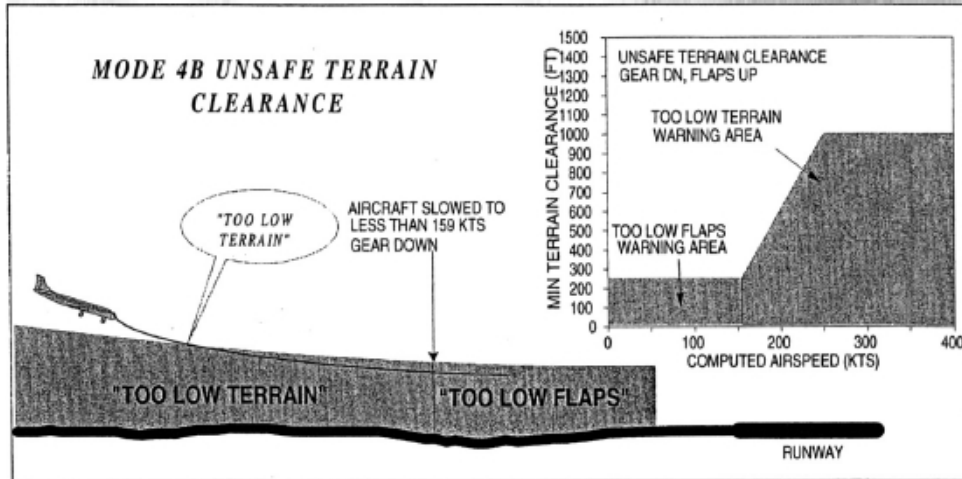 MODE 4B UNSAFE TERRAIN
CLEARANCE
"TOO LOW
TERRAIN"
AIRCRAFT SLOWED TO
LESS THAN 159 KTS
GEAR DOWN
"TOO LOW TERRAIN"
"TOO LOW FLAPS"
RUNWAY
MIN TERRAIN CLEARANCE (FT)
1500
1400
1300
1200
1100
1000
900
800
700
600
500
400
300
200
100
0
UNSAFE TERRAIN CLEARANCE
GEAR DN, FLAPS UP
TOO LOW TERRAIN
WARNING AREA
TOO LOW FLAPS
WARNING AREA
0
100
200
300
400
COMPUTED AIRSPEED (KTS)